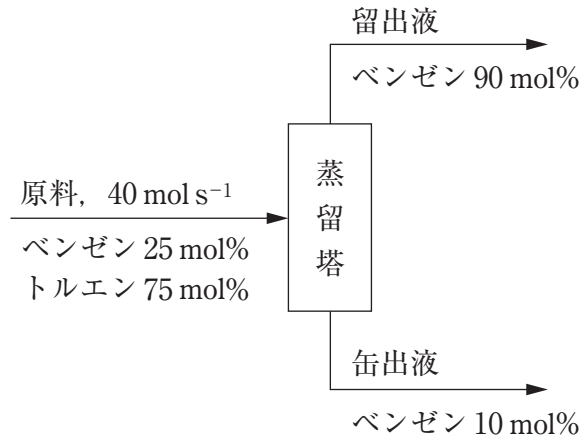 留出液
ベンゼン 90 mol%
蒸留塔
原料，40 mol s⁻¹
ベンゼン 25 mol%
トルエン 75 mol%
缶出液
ベンゼン 10 mol%